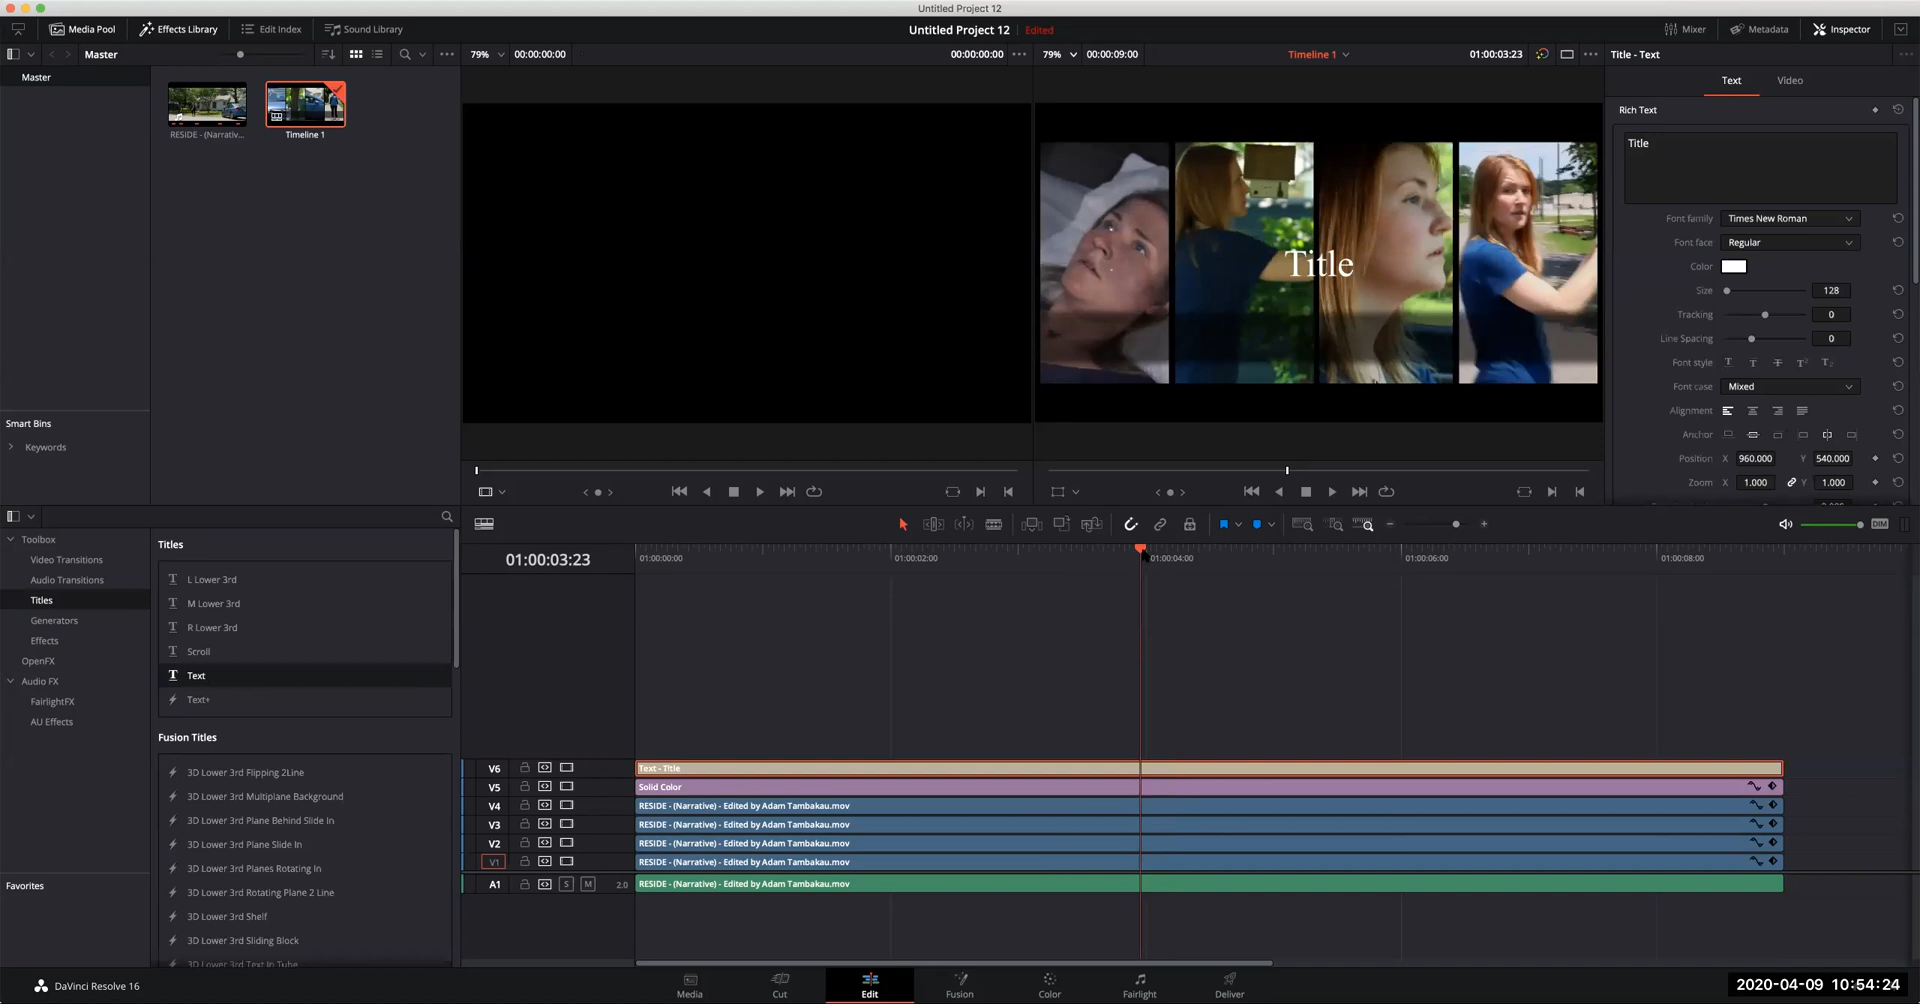 Untitled Project 12
Media Pool
Effects Library
Edit Index
Sound Library
Untitled Project 12
Edited
Mixer
Metadata
Inspector
Master
79%
00:00:00:00
00:00:00:00
79%
00:00:09:00
Timeline 1
01:00:03:23
Title - Text
Master
RESIDE - (Narrativ...
Timeline 1
Title
Text
Video
Rich Text
Title
Font family
Times New Roman
Font face
Regular
Color
Size
128
Tracking
0
Line Spacing
0
Font style
Font case
Mixed
Alignment
Anchor
Position
X
960.000
Y
540.000
Zoom
X
1.000
Y
1.000
Smart Bins
Keywords
Toolbox
Video Transitions
Audio Transitions
Titles
Generators
Effects
OpenFX
Audio FX
FairlightFX
AU Effects
Favorites
Titles
L Lower 3rd
M Lower 3rd
R Lower 3rd
Scroll
Text
Text+
Fusion Titles
3D Lower 3rd Flipping 2Line
3D Lower 3rd Multiplane Background
3D Lower 3rd Plane Behind Slide In
3D Lower 3rd Plane Slide In
3D Lower 3rd Planes Rotating In
3D Lower 3rd Rotating Plane 2 Line
3D Lower 3rd Shelf
3D Lower 3rd Sliding Block
3D Lower 3rd Text In Tube
DIM
01:00:03:23
01:00:00:00
01:00:02:00
01:00:04:00
01:00:06:00
01:00:08:00
V6
Text - Title
V5
Solid Color
V4
RESIDE - (Narrative) - Edited by Adam Tambakau.mov
V3
RESIDE - (Narrative) - Edited by Adam Tambakau.mov
V2
RESIDE - (Narrative) - Edited by Adam Tambakau.mov
V1
RESIDE - (Narrative) - Edited by Adam Tambakau.mov
A1
S
M
2.0
RESIDE - (Narrative) - Edited by Adam Tambakau.mov
DaVinci Resolve 16
Media
Cut
Edit
Fusion
Color
Fairlight
Deliver
2020-04-09 10:54:24